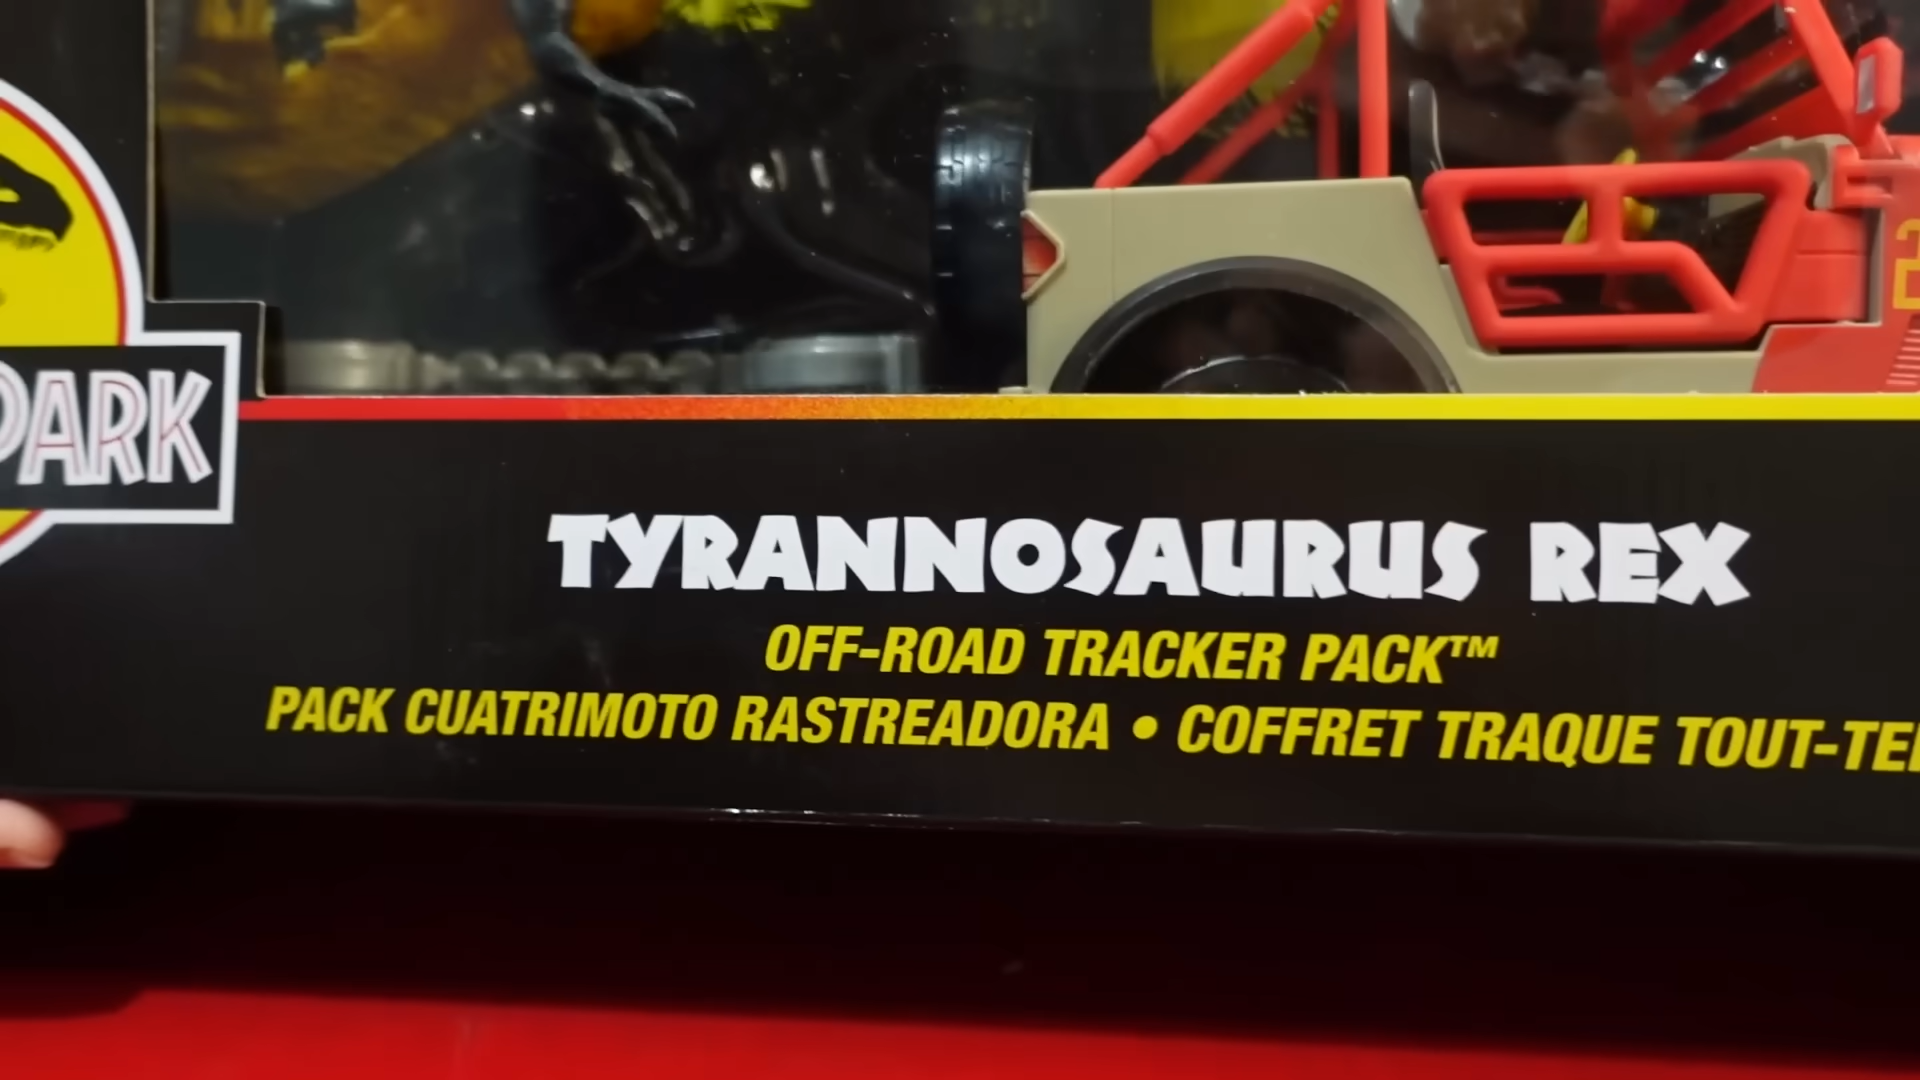 PARK
TYRANNOSAURUS REX
OFF-ROAD TRACKER PACK™
PACK CUATRIMOTO RASTREADORA • COFFRET TRAQUE